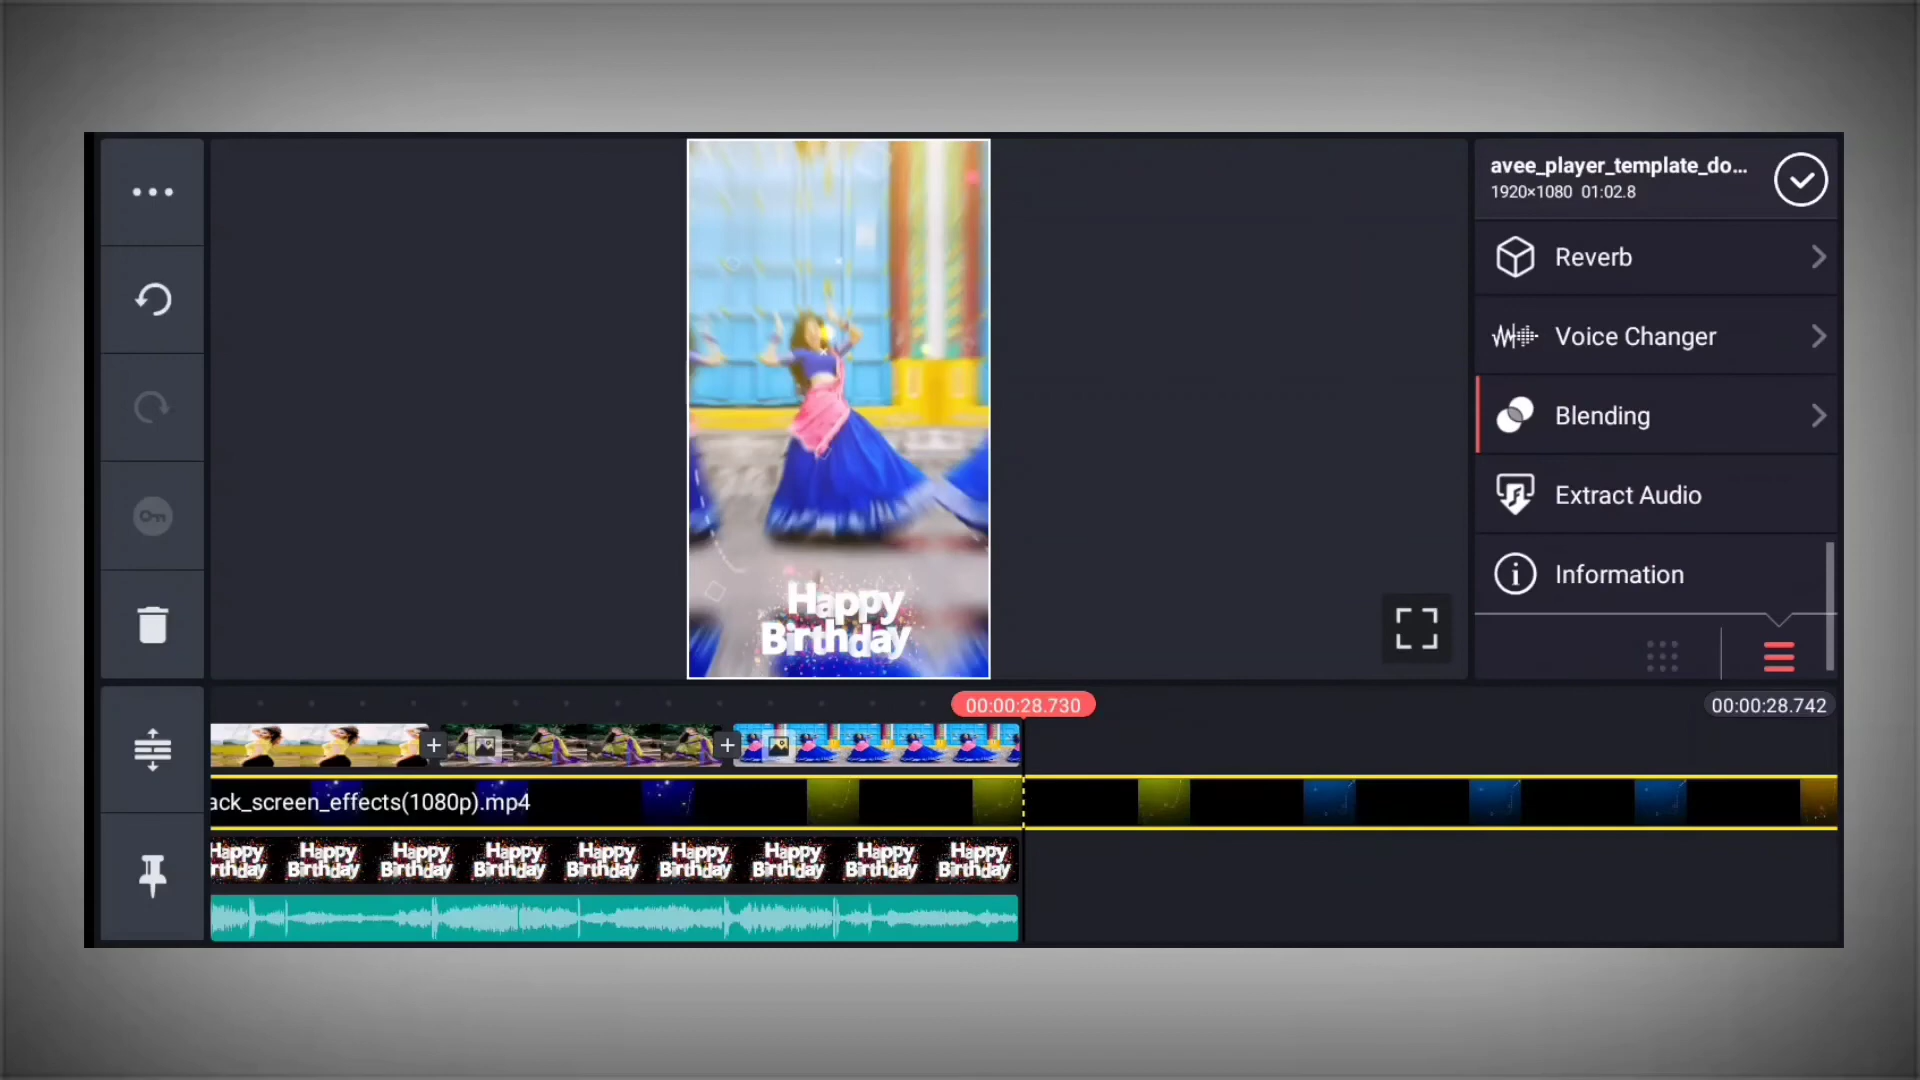 avee_player_template_do...
1920×1080 01:02.8
Reverb
Voice Changer
Blending
Extract Audio
Information
Happy
Birthday
00:00:28.730
00:00:28.742
ack_screen_effects(1080p).mp4
Happy Happy Happy Happy Happy Happy Happy Happy Happy
rthday Birthday Birthday Birthday Birthday Birthday Birthday Birthday Birthday